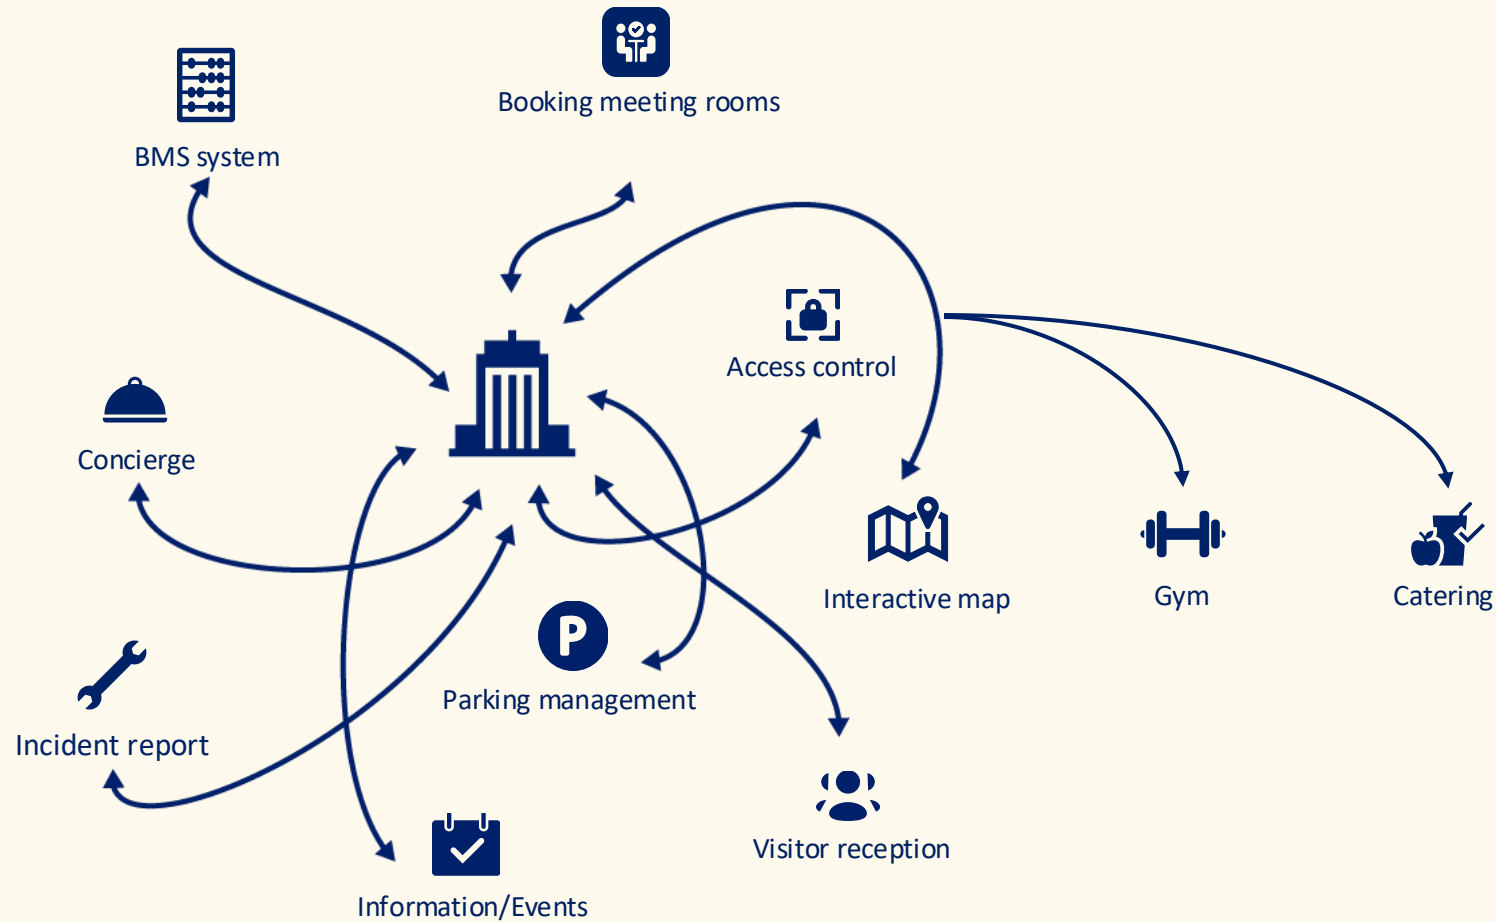 Booking meeting rooms
BMS system
Access control
Concierge
Interactive map
Gym
Catering
P
Parking management
Incident report
Visitor reception
Information/Events